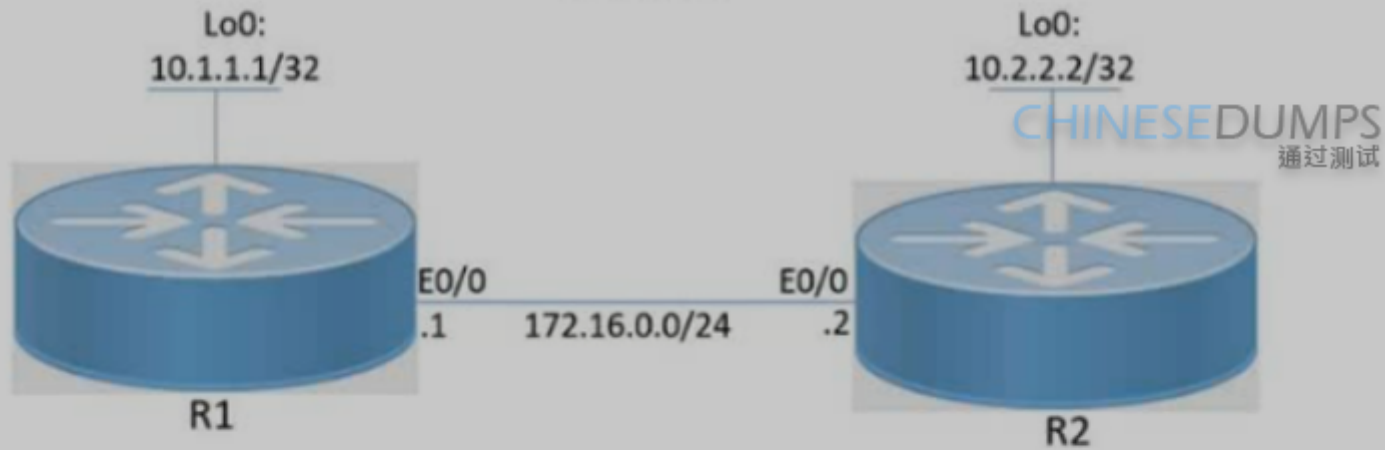 Lo0:
10.1.1.1/32
Lo0:
10.2.2.2/32
CHINESEDUMPS
通过测试
E0/0
E0/0
.1
172.16.0.0/24
.2
R1
R2